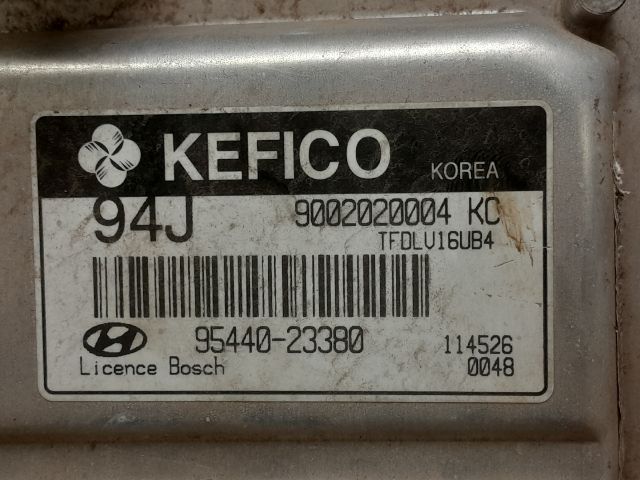 KEFICO KOREA
94J 9002020004 KC
TFDLV16UB4
95440-23380 114526
Licence Bosch 0048